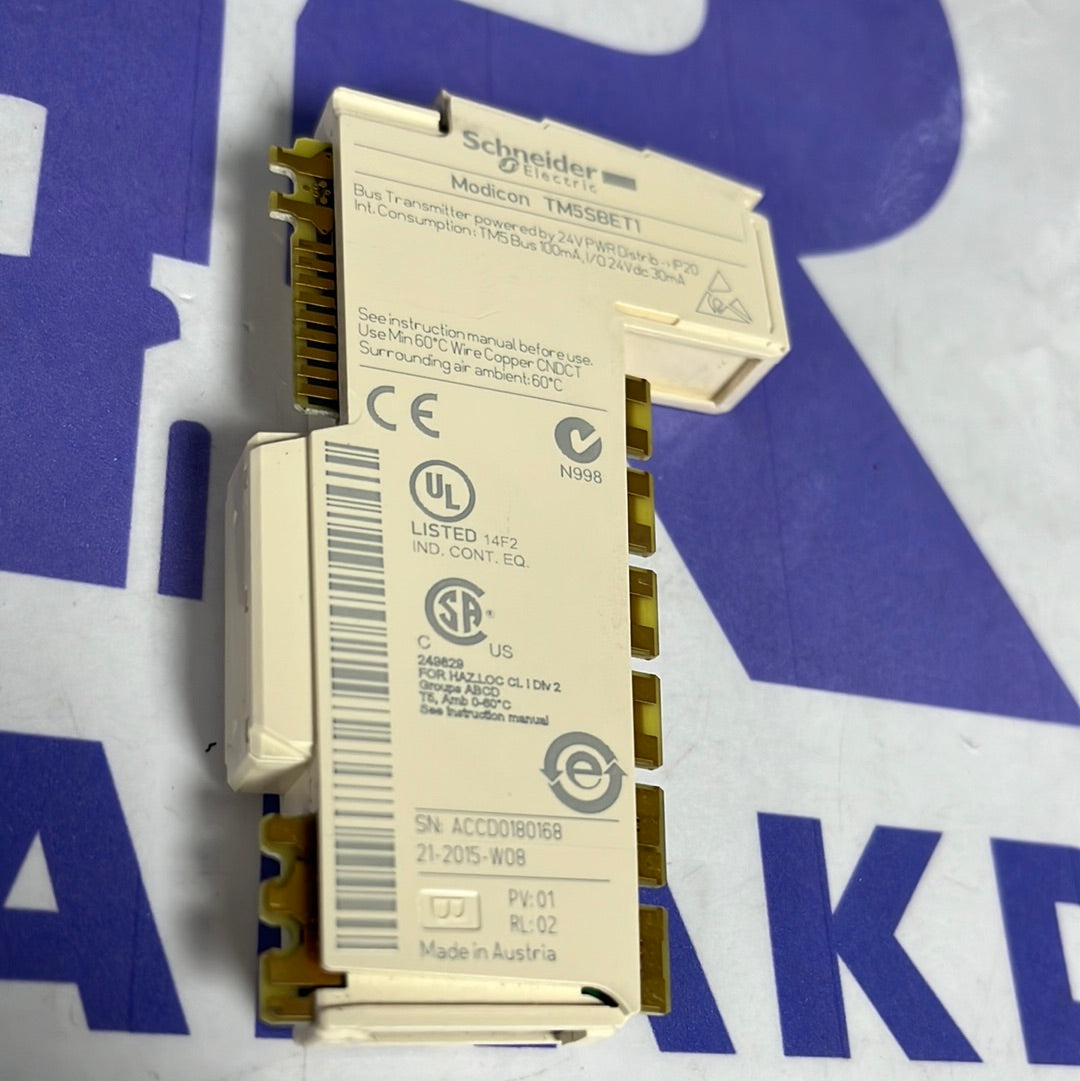 Schneider
Electric
Modicon TM5SBET1
Bus Transmitter powered by 24V PWR Distrib → IP20
Int. Consumption: TM5 Bus 100mA, I/O 24Vdc 30mA
See instruction manual before use.
Use Min 60°C Wire Copper CNDCT
Surrounding air ambient: 60°C
CE
N998
UL
LISTED 14F2
IND. CONT. EQ.
SA ®
C US
249629
FOR HAZ.LOC CL I Div 2
Groups ABCD
T5, Amb 0-60°C
See instruction manual
e
SN: ACCD0180168
21-2015-W08
B
PV: 01
RL: 02
Made in Austria